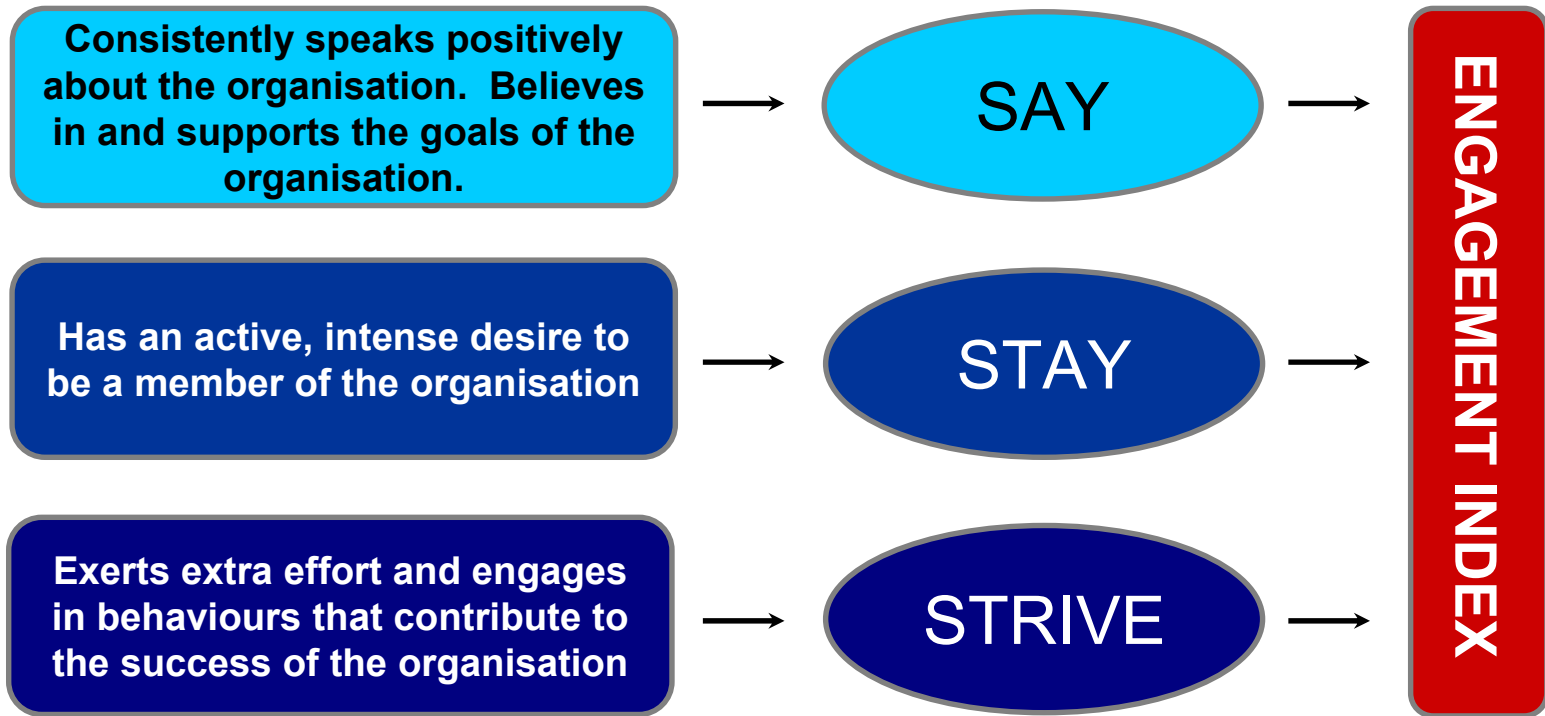 Consistently speaks positively
about the organisation.  Believes
in and supports the goals of the
organisation.
SAY
Has an active, intense desire to
be a member of the organisation
STAY
Exerts extra effort and engages
in behaviours that contribute to
the success of the organisation
STRIVE
ENGAGEMENT INDEX